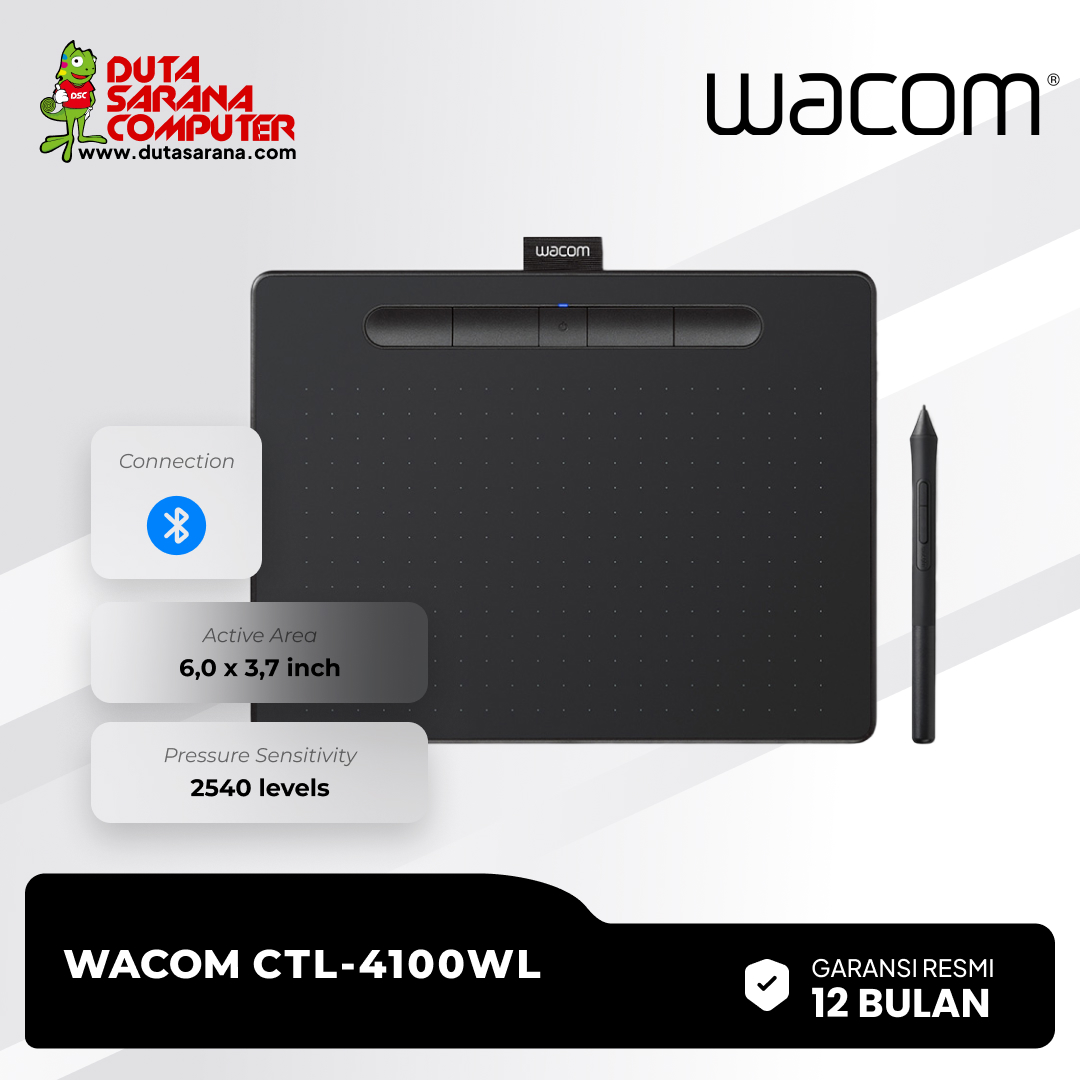 DUTA
SARANA
COMPUTER
DSC
www.dutasarana.com
wacom®
wacom
Connection
Active Area
6,0 x 3,7 inch
Pressure Sensitivity
2540 levels
WACOM CTL-4100WL
GARANSI RESMI
12 BULAN